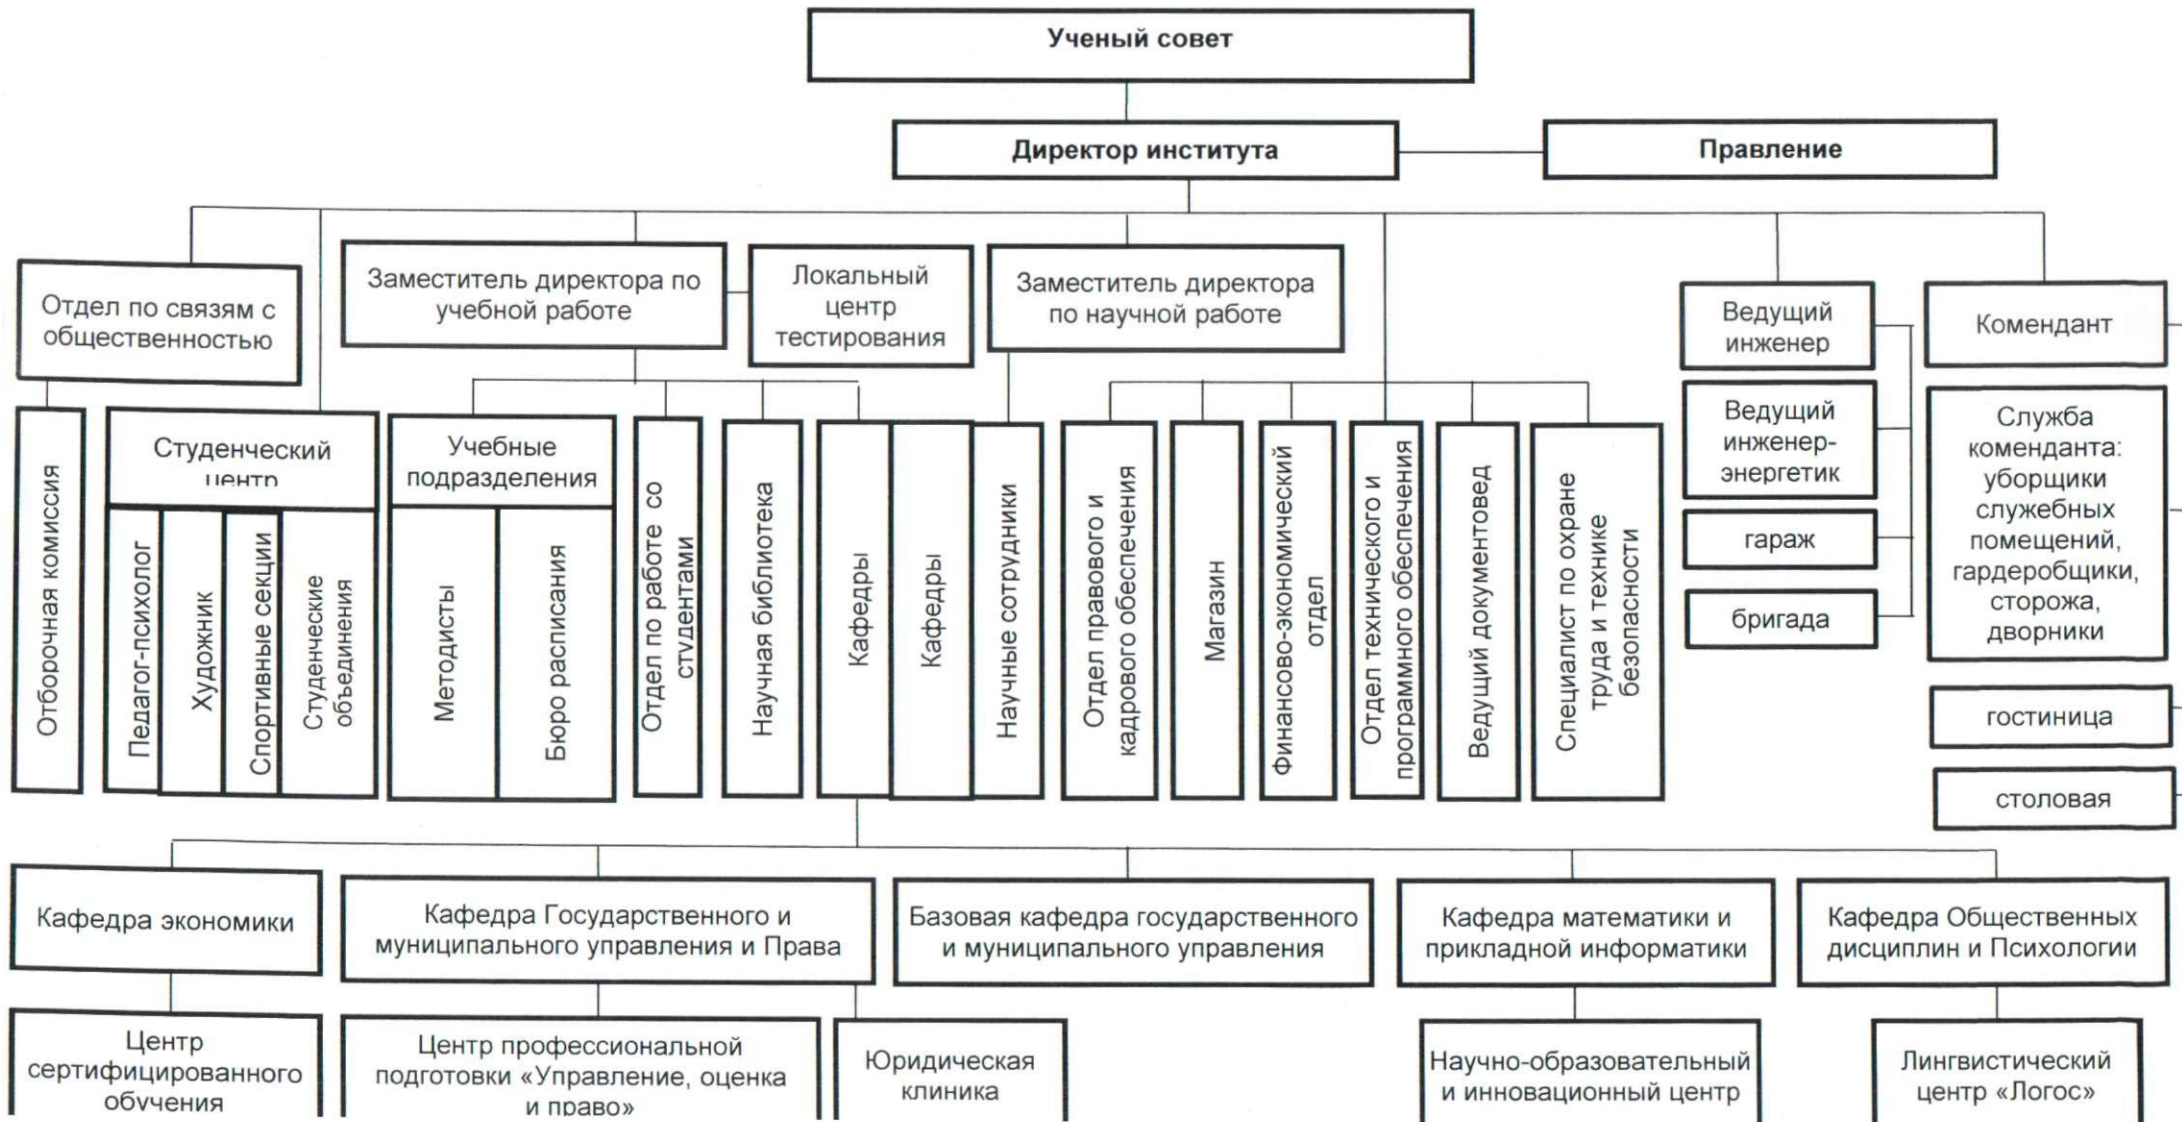 Ученый совет
Директор института
Правление
Отдел по связям с
общественностью
Заместитель директора по
учебной работе
Локальный
центр
тестирования
Заместитель директора
по научной работе
Ведущий
инженер
Комендант
Ведущий
инженер-
энергетик
гараж
бригада
Служба
коменданта:
уборщики
служебных
помещений,
гардеробщики,
сторожа,
дворники
гостиница
столовая
Отборочная комиссия
Студенческий
центр
Педагог-психолог
Художник
Спортивные секции
Студенческие
объединения
Учебные
подразделения
Методисты
Бюро расписания
Отдел по работе со
студентами
Научная библиотека
Кафедры
Кафедры
Научные сотрудники
Отдел правового и
кадрового обеспечения
Магазин
Финансово-экономический
отдел
Отдел технического и
программного обеспечения
Ведущий документовед
Специалист по охране
труда и технике
безопасности
Кафедра экономики
Кафедра Государственного и
муниципального управления и Права
Базовая кафедра государственного
и муниципального управления
Кафедра математики и
прикладной информатики
Кафедра Общественных
дисциплин и Психологии
Центр
сертифицированного
обучения
Центр профессиональной
подготовки «Управление, оценка
и право»
Юридическая
клиника
Научно-образовательный
и инновационный центр
Лингвистический
центр «Логос»